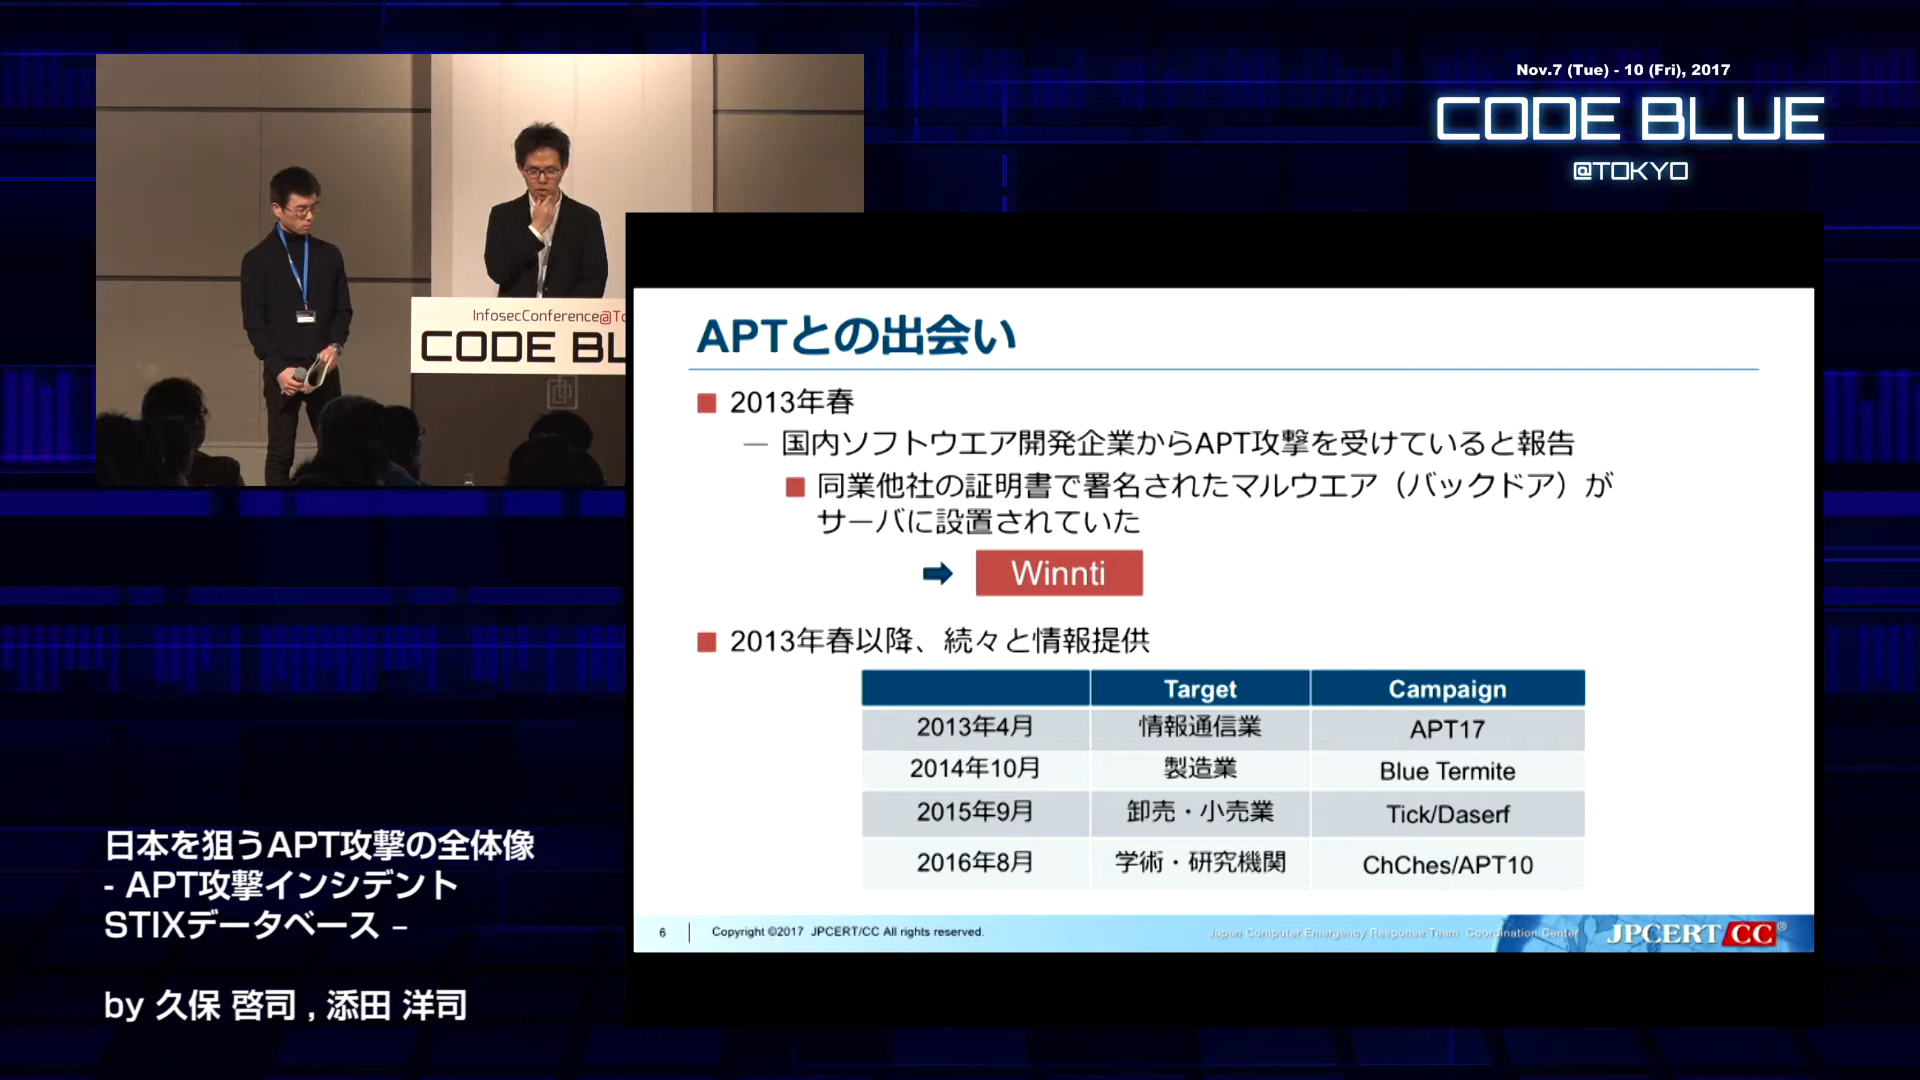 Nov.7 (Tue) - 10 (Fri), 2017
CODE BLUE
@TOKYO
InfosecConference@To
CODE BL
APTとの出会い
2013年春
— 国内ソフトウエア開発企業からAPT攻撃を受けていると報告
同業他社の証明書で署名されたマルウエア（バックドア）が
サーバに設置されていた
Winnti
2013年春以降、続々と情報提供
Target Campaign
2013年4月 情報通信業 APT17
2014年10月 製造業 Blue Termite
2015年9月 卸売・小売業 Tick/Daserf
2016年8月 学術・研究機関 ChChes/APT10
6 Copyright ©2017 JPCERT/CC All rights reserved.
Japan Computer Emergency Response Team Coordination Center
JPCERT CC®
日本を狙うAPT攻撃の全体像
- APT攻撃インシデント
STIXデータベース –
by 久保 啓司 , 添田 洋司